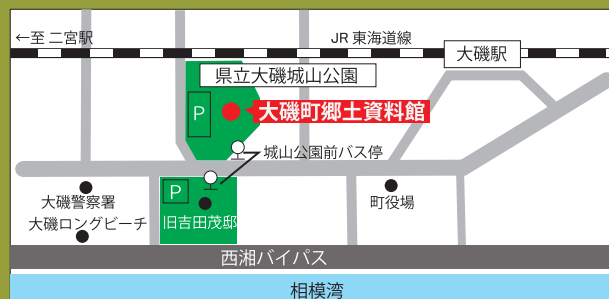 ←至 二宮駅
JR 東海道線
大磯駅
県立大磯城山公園
P
大磯町郷土資料館
城山公園前バス停
P
大磯警察署
町役場
大磯ロングビーチ
旧吉田茂邸
西湘バイパス
相模湾